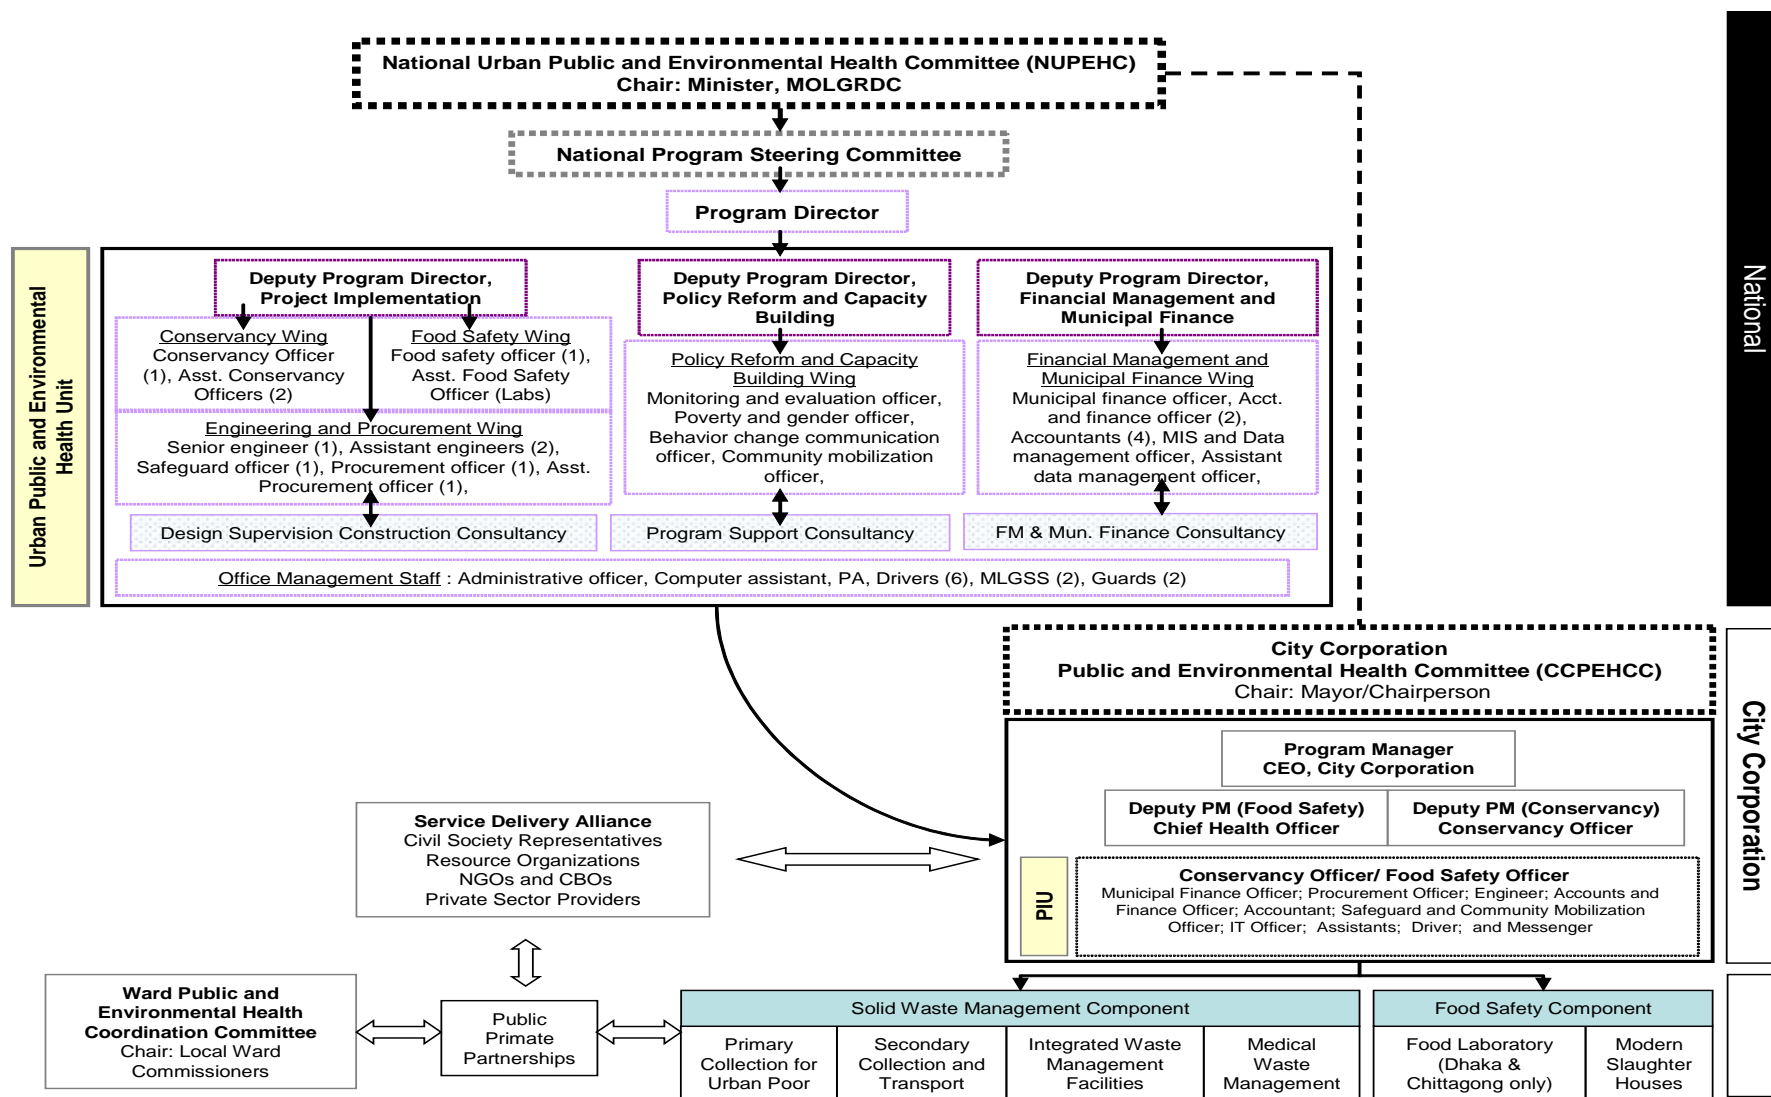 National Urban Public and Environmental Health Committee (NUPEHC)
Chair: Minister, MOLGRDC
National Program Steering Committee
Program Director
National
Urban Public and Environmental
Health Unit
Deputy Program Director,
Project Implementation
Deputy Program Director,
Policy Reform and Capacity
Building
Deputy Program Director,
Financial Management and
Municipal Finance
Conservancy Wing
Conservancy Officer
(1), Asst. Conservancy
Officers (2)
Food Safety Wing
Food safety officer (1),
Asst. Food Safety
Officer (Labs)
Engineering and Procurement Wing
Senior engineer (1), Assistant engineers (2),
Safeguard officer (1), Procurement officer (1), Asst.
Procurement officer (1),
Policy Reform and Capacity
Building Wing
Monitoring and evaluation officer,
Poverty and gender officer,
Behavior change communication
officer, Community mobilization
officer,
Financial Management and
Municipal Finance Wing
Municipal finance officer, Acct.
and finance officer (2),
Accountants (4), MIS and Data
management officer, Assistant
data management officer,
Design Supervision Construction Consultancy
Program Support Consultancy
FM & Mun. Finance Consultancy
Office Management Staff : Administrative officer, Computer assistant, PA, Drivers (6), MLGSS (2), Guards (2)
City Corporation
Public and Environmental Health Committee (CCPEHCC)
Chair: Mayor/Chairperson
City Corporation
Program Manager
CEO, City Corporation
Deputy PM (Food Safety)
Chief Health Officer
Deputy PM (Conservancy)
Conservancy Officer
PIU
Conservancy Officer/ Food Safety Officer
Municipal Finance Officer; Procurement Officer; Engineer; Accounts and
Finance Officer; Accountant; Safeguard and Community Mobilization
Officer; IT Officer; Assistants; Driver; and Messenger
Service Delivery Alliance
Civil Society Representatives
Resource Organizations
NGOs and CBOs
Private Sector Providers
Ward Public and
Environmental Health
Coordination Committee
Chair: Local Ward
Commissioners
Public
Primate
Partnerships
Solid Waste Management Component
Primary
Collection for
Urban Poor
Secondary
Collection and
Transport
Integrated Waste
Management
Facilities
Medical
Waste
Management
Food Safety Component
Food Laboratory
(Dhaka &
Chittagong only)
Modern
Slaughter
Houses